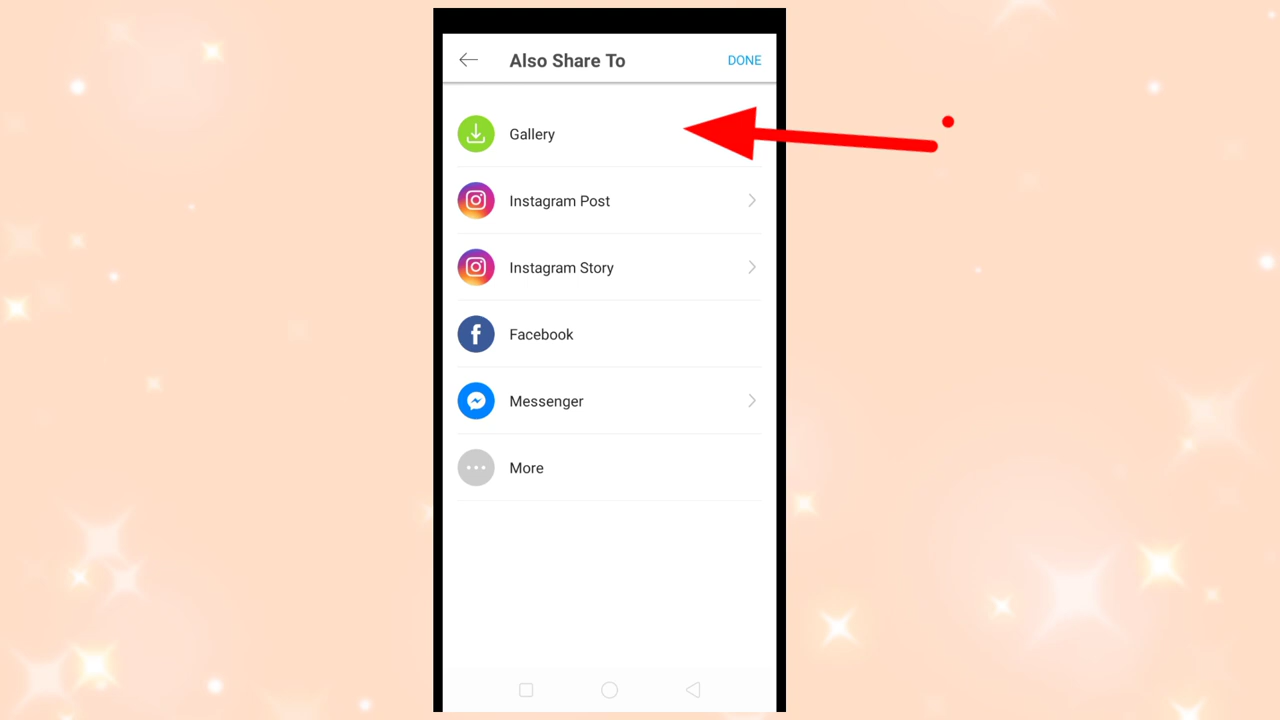 Also Share To
DONE
Gallery
Instagram Post
Instagram Story
Facebook
Messenger
More